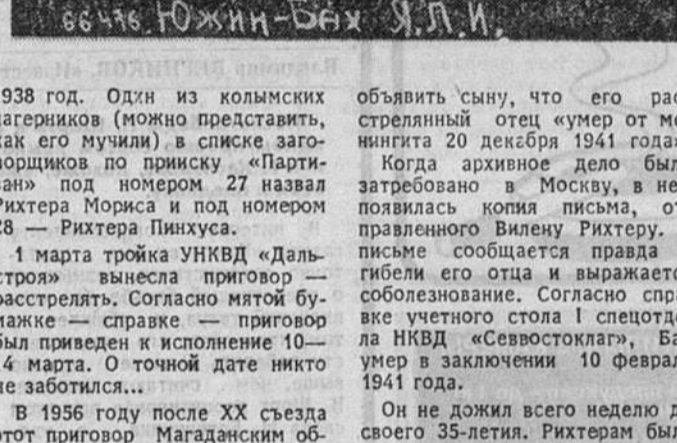 66476. Южин-Бах Я.Л.И.
1938 год. Один из колымских
лагерников (можно представить,
как его мучили) в списке заго-
ворщиков по прииску «Парти-
зан» под номером 27 назвал
Рихтера Мориса и под номером
28 — Рихтера Пинхуса.
1 марта тройка УНКВД «Даль-
строя» вынесла приговор —
расстрелять. Согласно мятой бу-
мажке — справке — приговор
был приведен к исполнение 10—
14 марта. О точной дате никто
не заботился...
В 1956 году после XX съезда
этот приговор Магаданским об-
объявить сыну, что его рас
стрелянный отец «умер от ме
нингита 20 декабря 1941 года»
Когда архивное дело был
затребовано в Москву, в не
появилась копия письма, от
правленного Вилену Рихтеру.
письме сообщается правда
гибели его отца и выражаетс
соболезнование. Согласно спра
вке учетного стола I спецотде
ла НКВД «Севвостоклаг», Ба
умер в заключении 10 феврал
1941 года.
Он не дожил всего неделю д
своего 35-летия. Рихтерам был